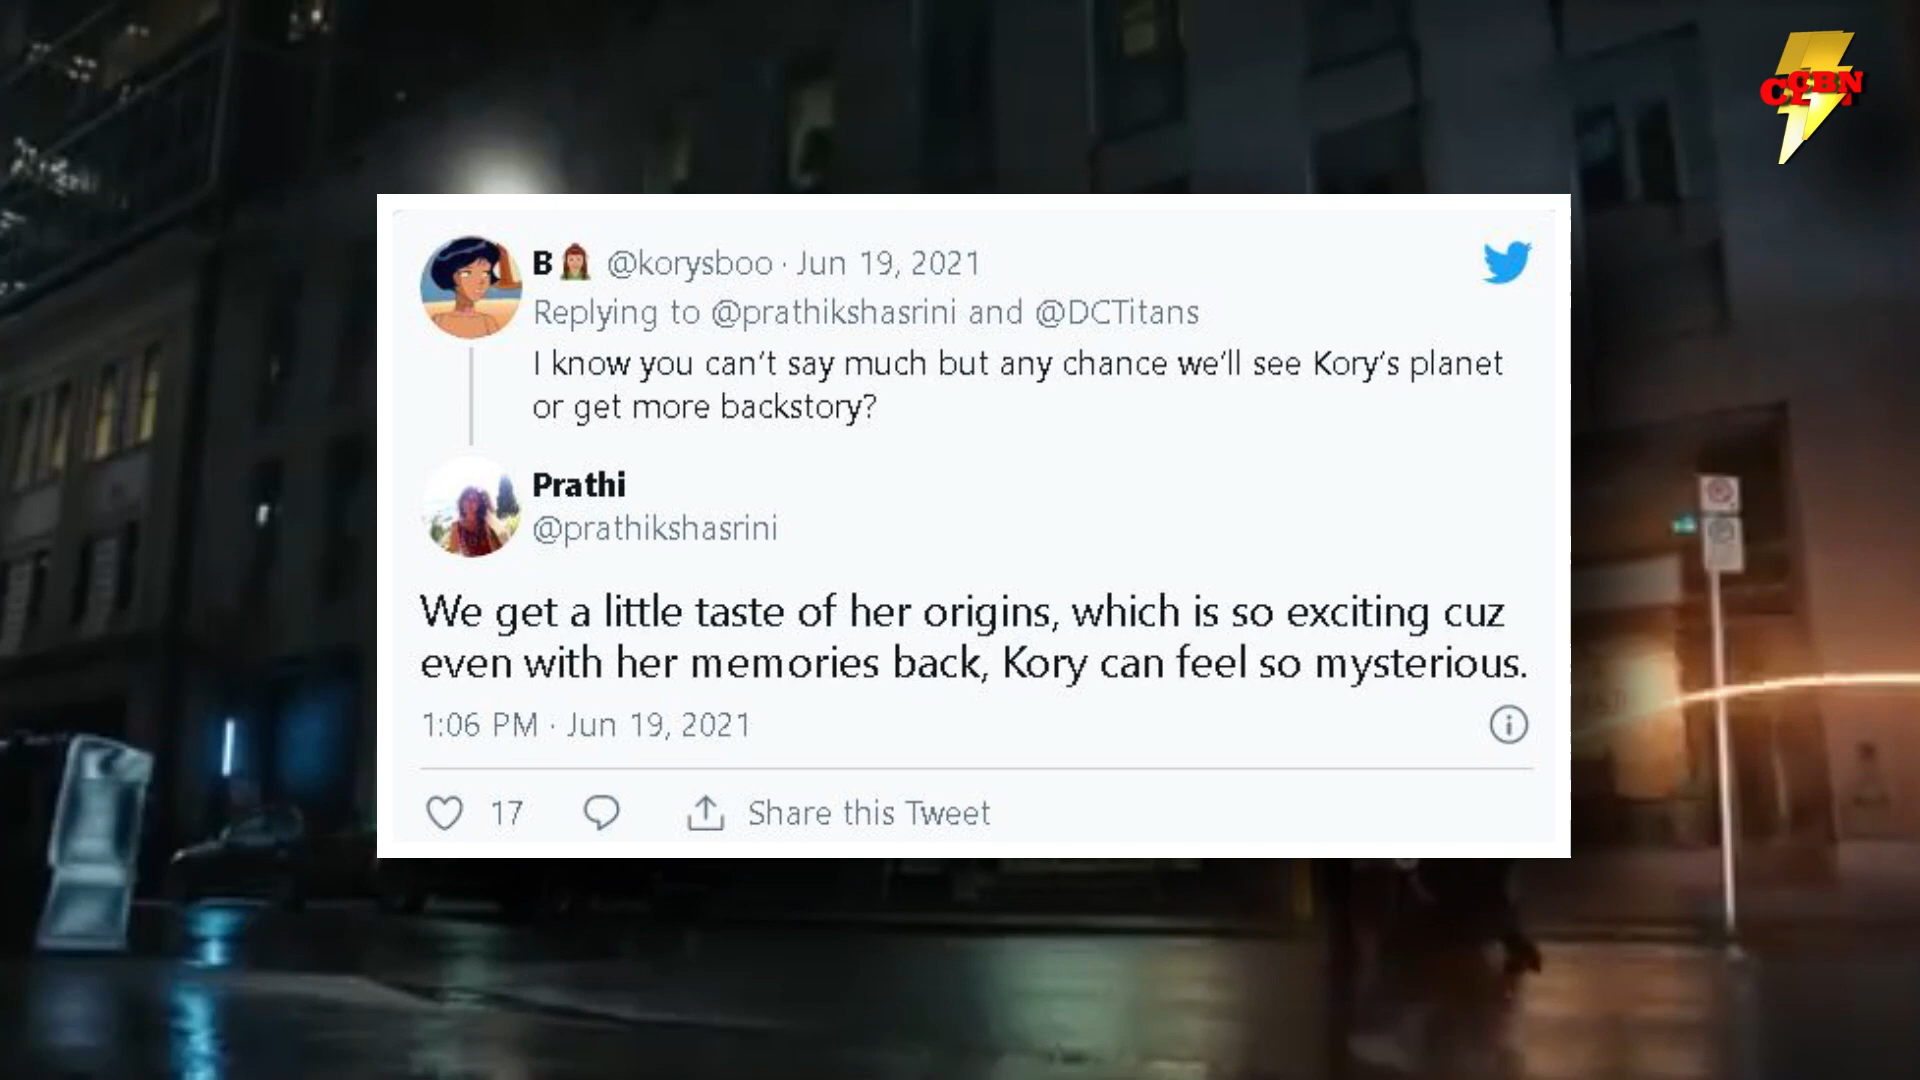 CCBN
B @korysboo · Jun 19, 2021
Replying to @prathikshasrini and @DCTitans
I know you can't say much but any chance we'll see Kory's planet
or get more backstory?
Prathi
@prathikshasrini
We get a little taste of her origins, which is so exciting cuz
even with her memories back, Kory can feel so mysterious.
1:06 PM · Jun 19, 2021
17 Share this Tweet